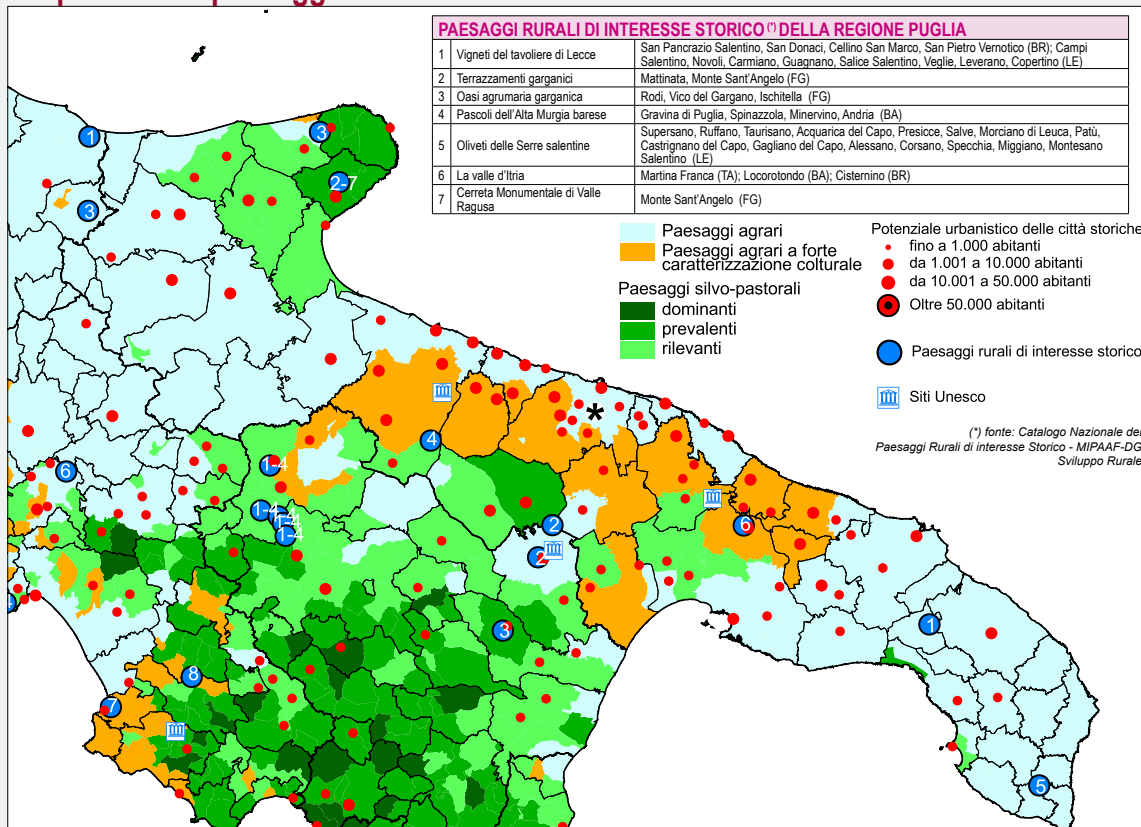 PAESAGGI RURALI DI INTERESSE STORICO (*) DELLA REGIONE PUGLIA
1 Vigneti del tavoliere di Lecce San Pancrazio Salentino, San Donaci, Cellino San Marco, San Pietro Vernotico (BR); Campi
Salentino, Novoli, Carmiano, Guagnano, Salice Salentino, Veglie, Leverano, Copertino (LE)
2 Terrazzamenti garganici Mattinata, Monte Sant'Angelo (FG)
3 Oasi agrumaria garganica Rodi, Vico del Gargano, Ischitella (FG)
4 Pascoli dell'Alta Murgia barese Gravina di Puglia, Spinazzola, Minervino, Andria (BA)
5 Oliveti delle Serre salentine Supersano, Ruffano, Taurisano, Acquarica del Capo, Presicce, Salve, Morciano di Leuca, Patù,
Castrignano del Capo, Gagliano del Capo, Alessano, Corsano, Specchia, Miggiano, Montesano
Salentino (LE)
6 La valle d'Itria Martina Franca (TA); Locorotondo (BA); Cisternino (BR)
7 Cerreta Monumentale di Valle
Ragusa Monte Sant'Angelo (FG)
Paesaggi agrari
Paesaggi agrari a forte
caratterizzazione colturale
Paesaggi silvo-pastorali
dominanti
prevalenti
rilevanti
Potenziale urbanistico delle città storiche
fino a 1.000 abitanti
da 1.001 a 10.000 abitanti
da 10.001 a 50.000 abitanti
Oltre 50.000 abitanti
Paesaggi rurali di interesse storico
Siti Unesco
(*) fonte: Catalogo Nazionale dei
Paesaggi Rurali di interesse Storico - MIPAAF-DG
Sviluppo Rurale
1
3
2-7
3
*
4
6
1-4
1-4
1-4
1-4
2
6
2
1
3
8
7
5